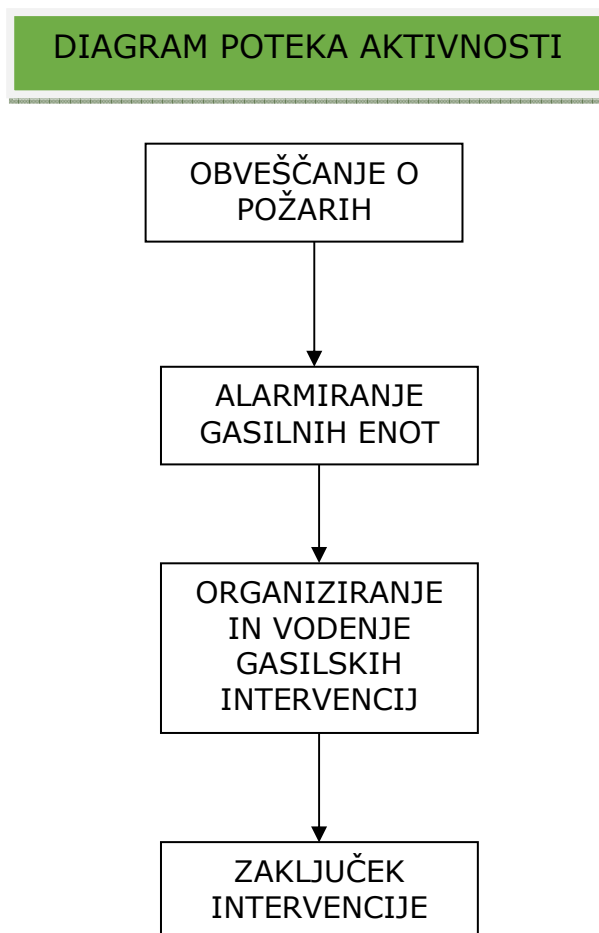 DIAGRAM POTEKA AKTIVNOSTI
OBVEŠČANJE O
POŽARIH
ALARMIRANJE
GASILNIH ENOT
ORGANIZIRANJE
IN VODENJE
GASILSKIH
INTERVENCIJ
ZAKLJUČEK
INTERVENCIJE